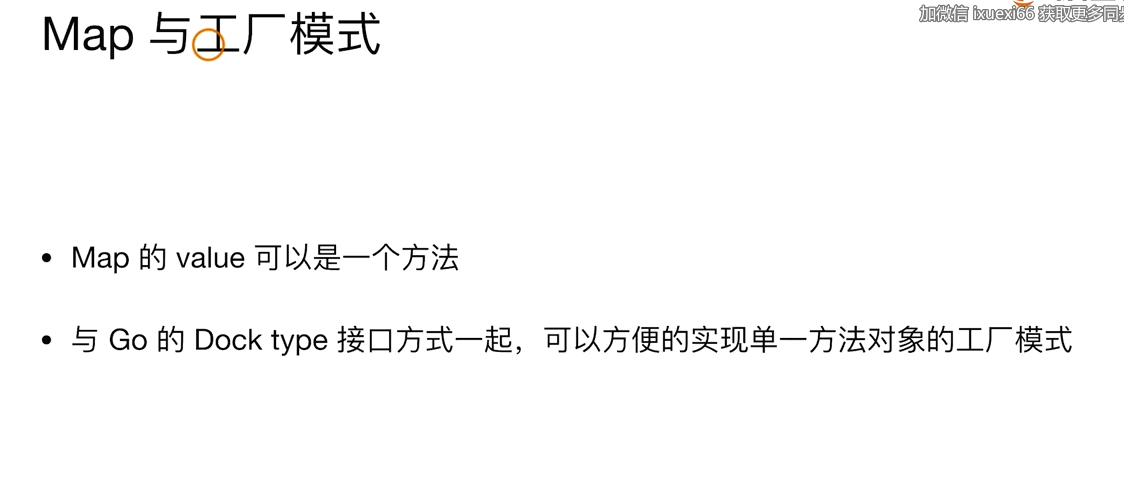 加微信 ixuexi66 获取更多同步
Map 与工厂模式
• Map 的 value 可以是一个方法
• 与 Go 的 Dock type 接口方式一起，可以方便的实现单一方法对象的工厂模式